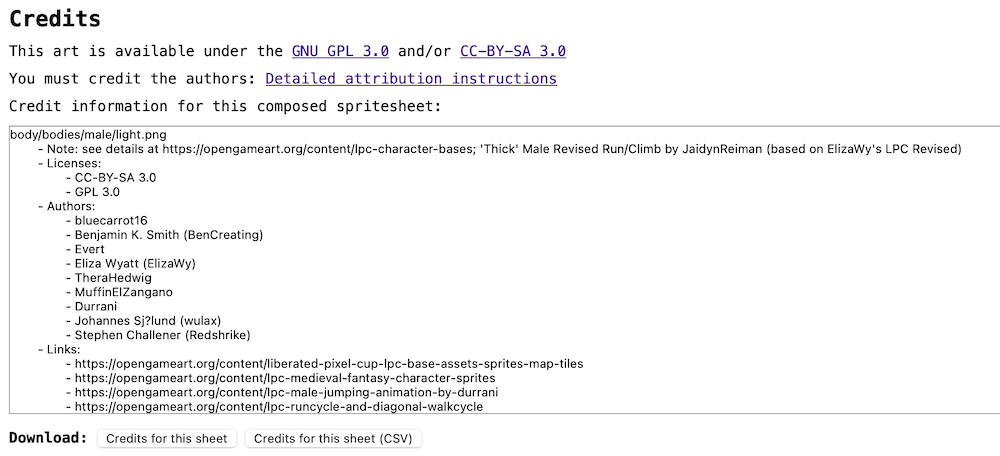 Credits
This art is available under the GNU GPL 3.0 and/or CC-BY-SA 3.0
You must credit the authors: Detailed attribution instructions
Credit information for this composed spritesheet:
body/bodies/male/light.png
- Note: see details at https://opengameart.org/content/lpc-character-bases; 'Thick' Male Revised Run/Climb by JaidynReiman (based on ElizaWy's LPC Revised)
- Licenses:
- CC-BY-SA 3.0
- GPL 3.0
- Authors:
- bluecarrot16
- Benjamin K. Smith (BenCreating)
- Evert
- Eliza Wyatt (ElizaWy)
- TheraHedwig
- MuffinElZangano
- Durrani
- Johannes Sj?lund (wulax)
- Stephen Challener (Redshrike)
- Links:
- https://opengameart.org/content/liberated-pixel-cup-lpc-base-assets-sprites-map-tiles
- https://opengameart.org/content/lpc-medieval-fantasy-character-sprites
- https://opengameart.org/content/lpc-male-jumping-animation-by-durrani
- https://opengameart.org/content/lpc-runcycle-and-diagonal-walkcycle
Download: Credits for this sheet Credits for this sheet (CSV)